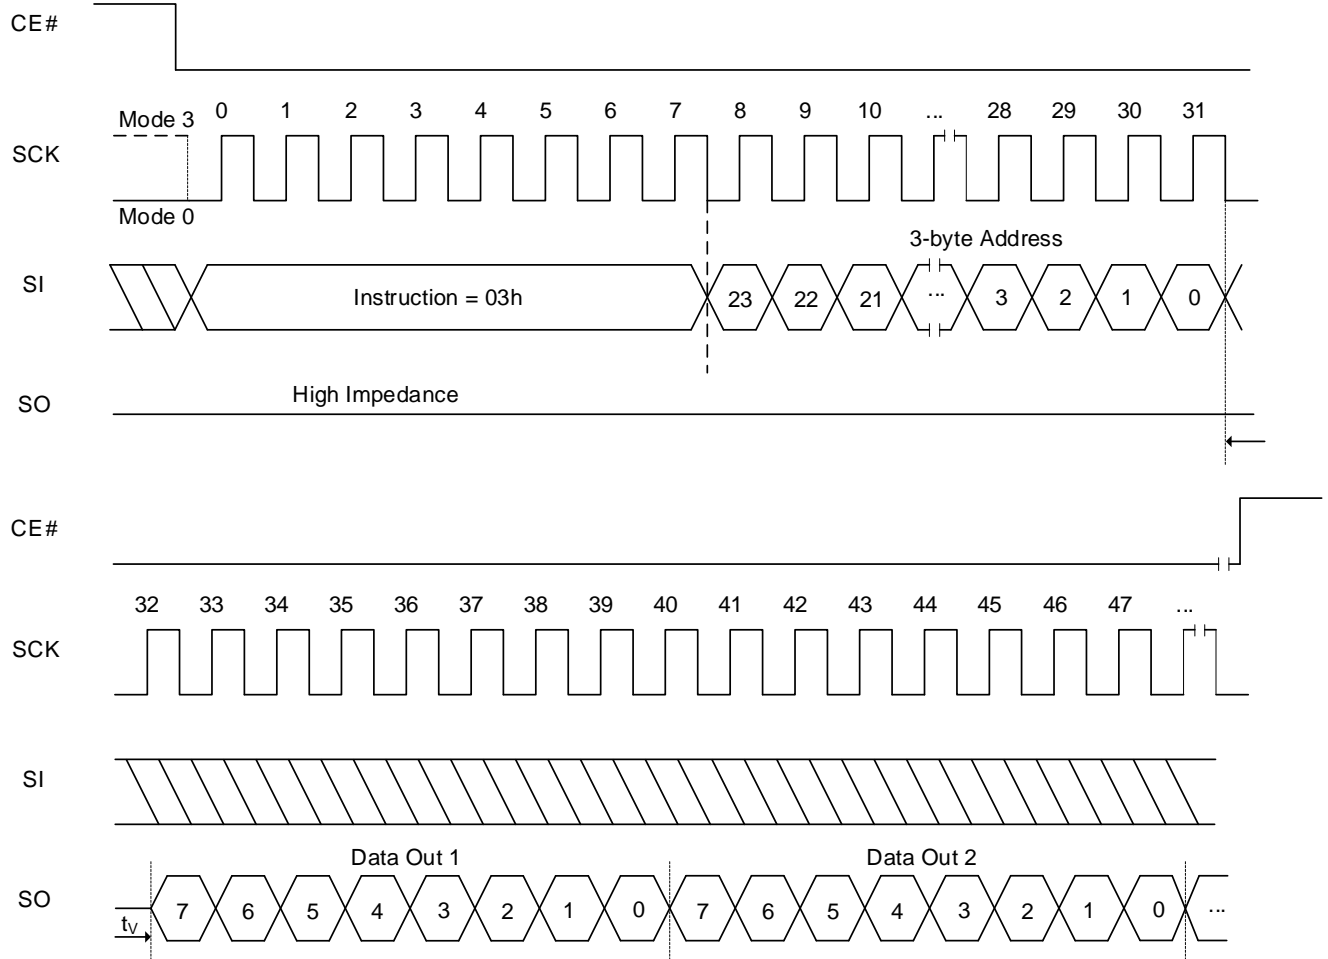 CE#
0 1 2 3 4 5 6 7 8 9 10 ... 28 29 30 31
Mode 3
SCK
Mode 0
3-byte Address
SI
Instruction = 03h 23 22 21 ... 3 2 1 0
High Impedance
SO
CE#
32 33 34 35 36 37 38 39 40 41 42 43 44 45 46 47 ...
SCK
SI
Data Out 1 Data Out 2
SO
7 6 5 4 3 2 1 0 7 6 5 4 3 2 1 0 ...
tV